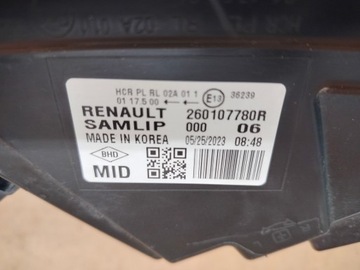 HCR PL RL 02A 01 1
01 17.5 00 ←→ E13 36239
RENAULT 260107780R
SAMLIP 000 06
MADE IN KOREA 05/25/2023 08:48
BHD
MID